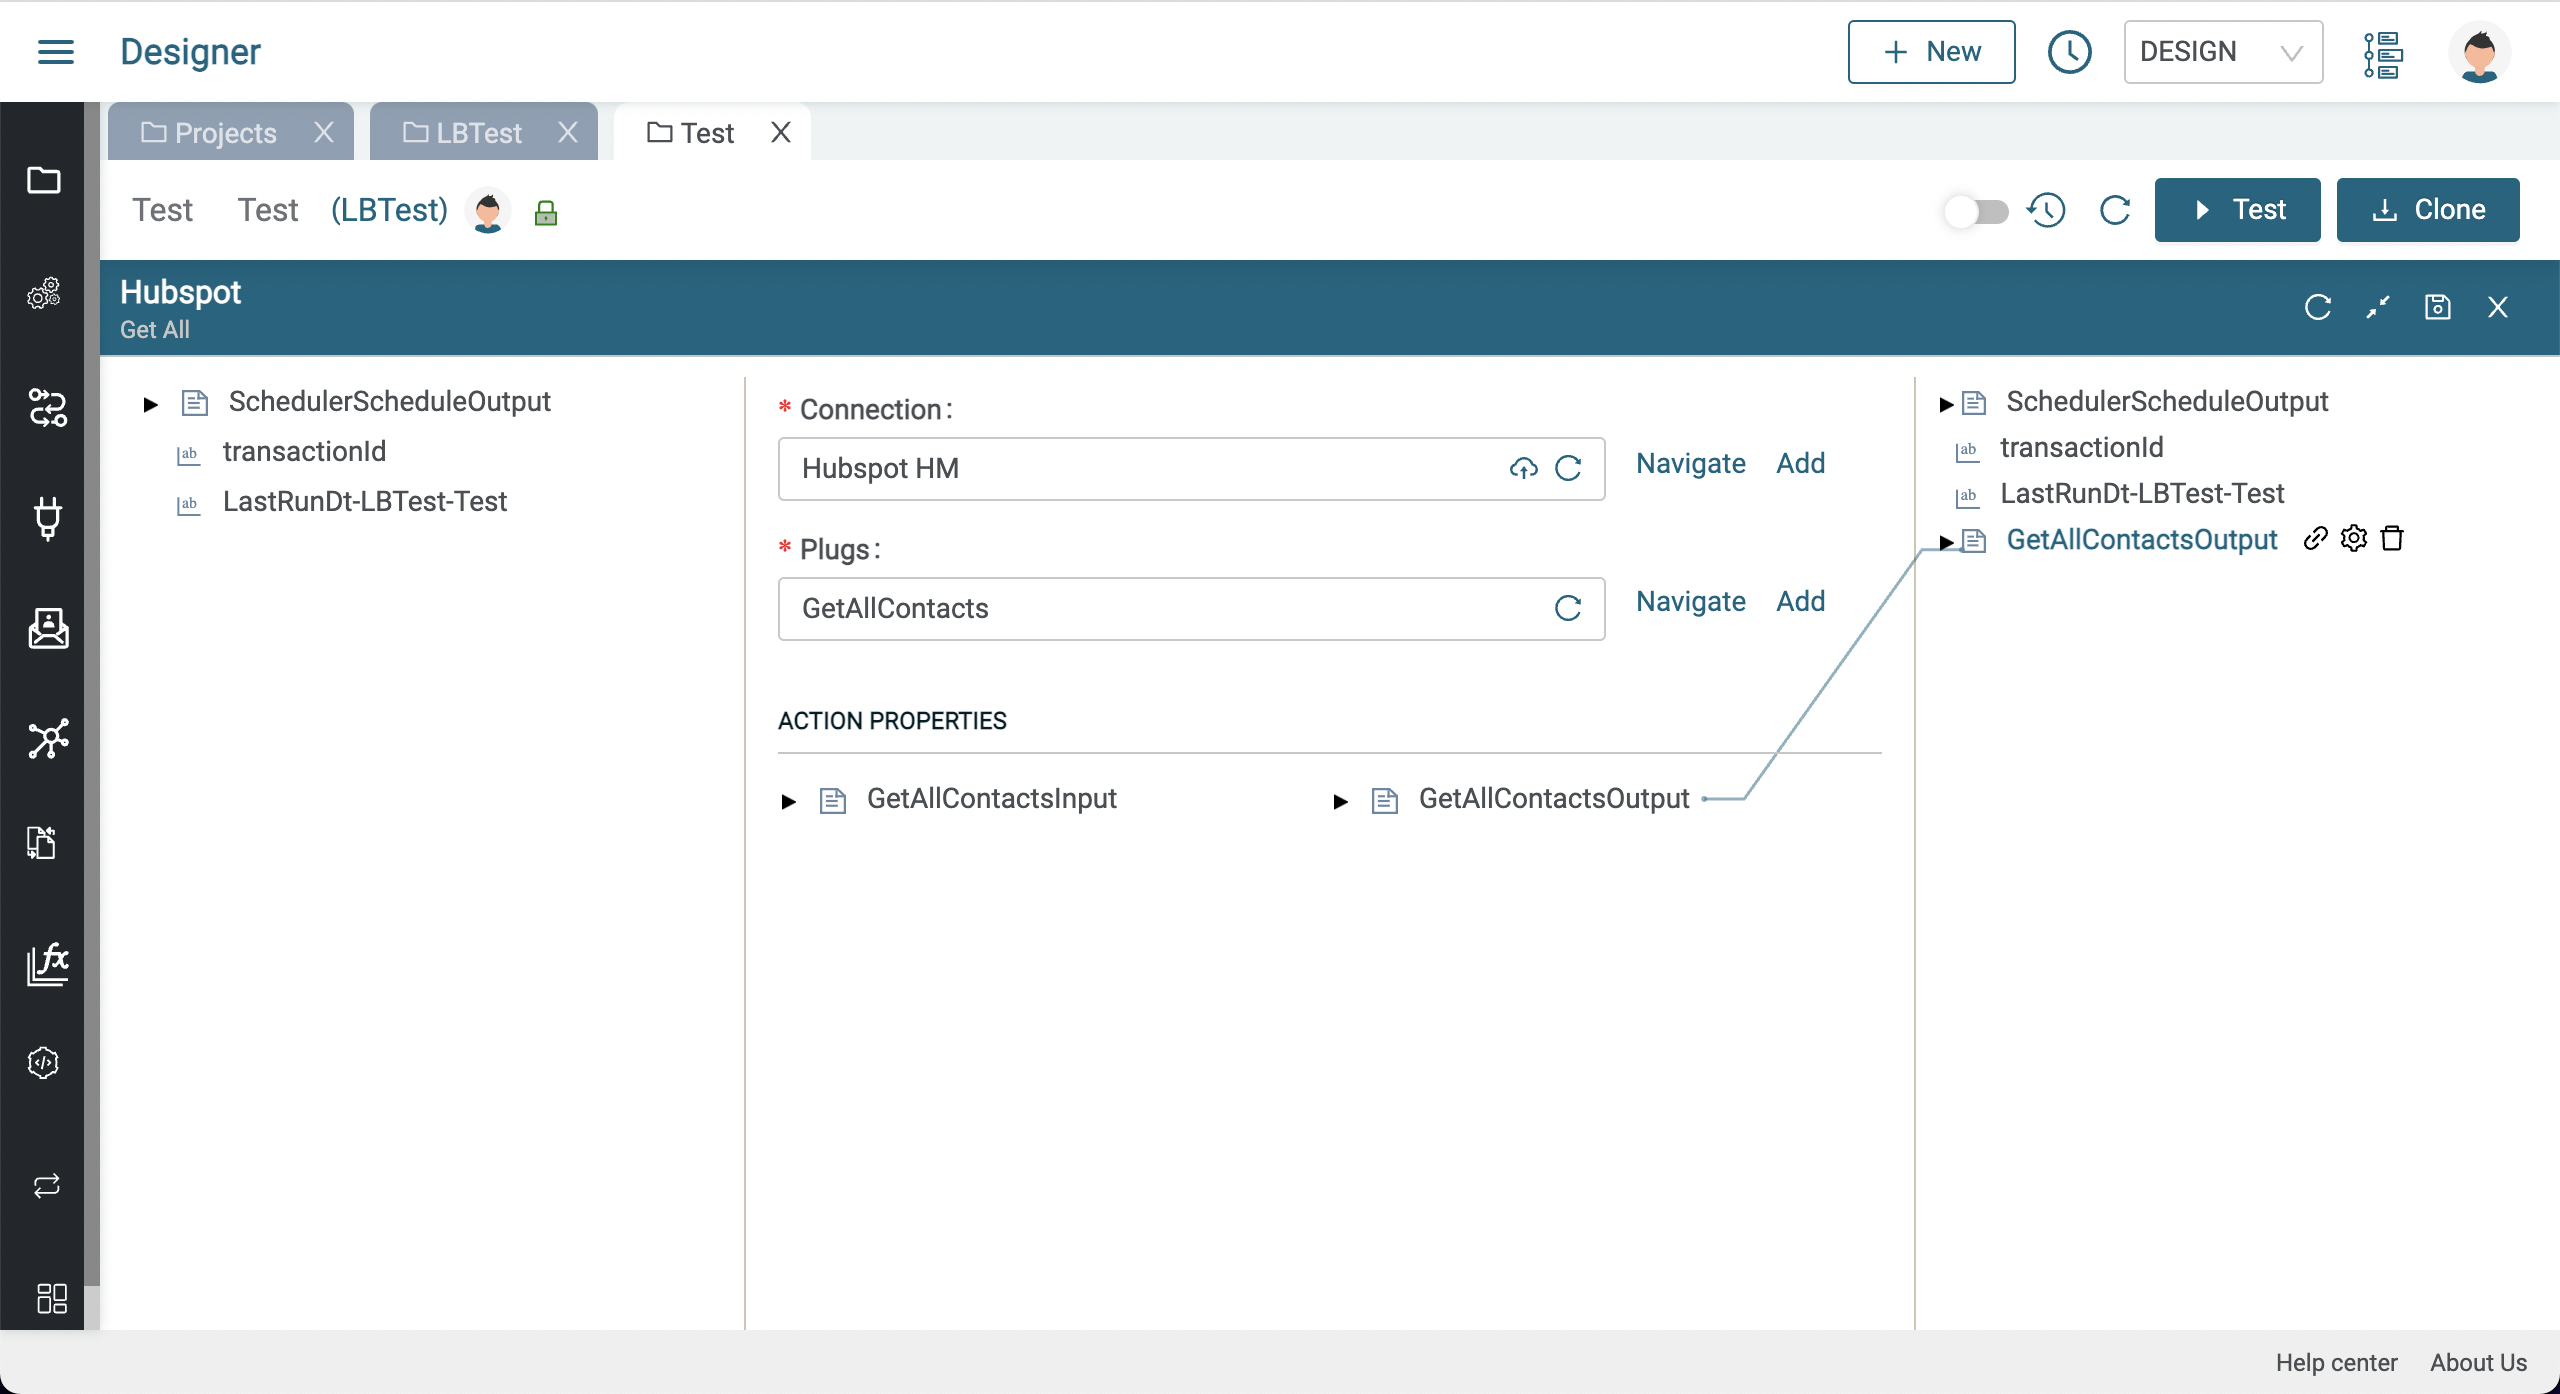 Designer
+ New
DESIGN
Projects X
LBTest X
Test X
Test Test (LBTest)
Test
Clone
Hubspot
Get All
SchedulerScheduleOutput
ab transactionId
ab LastRunDt-LBTest-Test
* Connection:
Hubspot HM
Navigate Add
* Plugs:
GetAllContacts
Navigate Add
ACTION PROPERTIES
GetAllContactsInput
GetAllContactsOutput
SchedulerScheduleOutput
ab transactionId
ab LastRunDt-LBTest-Test
GetAllContactsOutput
fx
Help center About Us